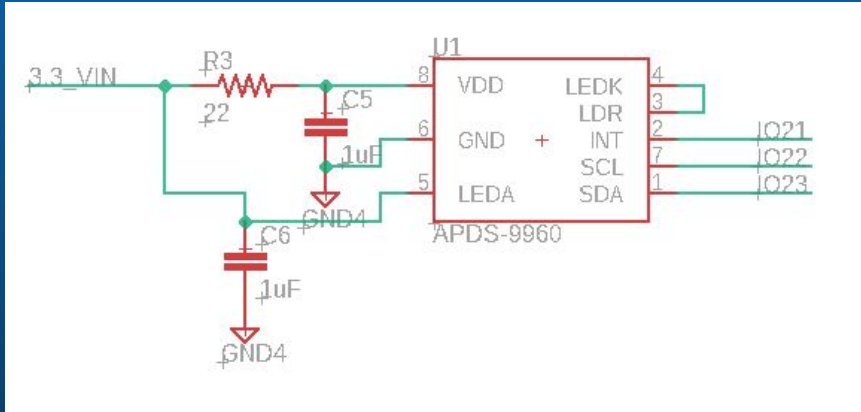 3.3_VIN
R3
22
C5
1uF
GND4
C6
1uF
GND4
U1
8 VDD
6 GND
5 LEDA
LEDK 4
LDR 3
INT 2
SCL 7
SDA 1
APDS-9960
IO21
IO22
IO23